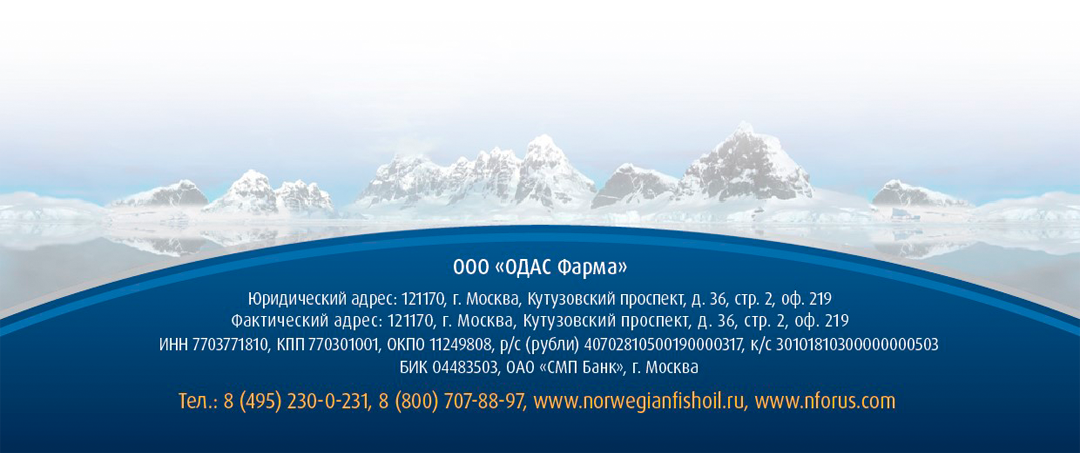 ООО «ОДАС Фарма»
Юридический адрес: 121170, г. Москва, Кутузовский проспект, д. 36, стр. 2, оф. 219
Фактический адрес: 121170, г. Москва, Кутузовский проспект, д. 36, стр. 2, оф. 219
ИНН 7703771810, КПП 770301001, ОКПО 11249808, р/с (рубли) 40702810500190000317, к/с 30101810300000000503
БИК 04483503, ОАО «СМП Банк», г. Москва
Тел.: 8 (495) 230-0-231, 8 (800) 707-88-97, www.norwegianfishoil.ru, www.nforus.com